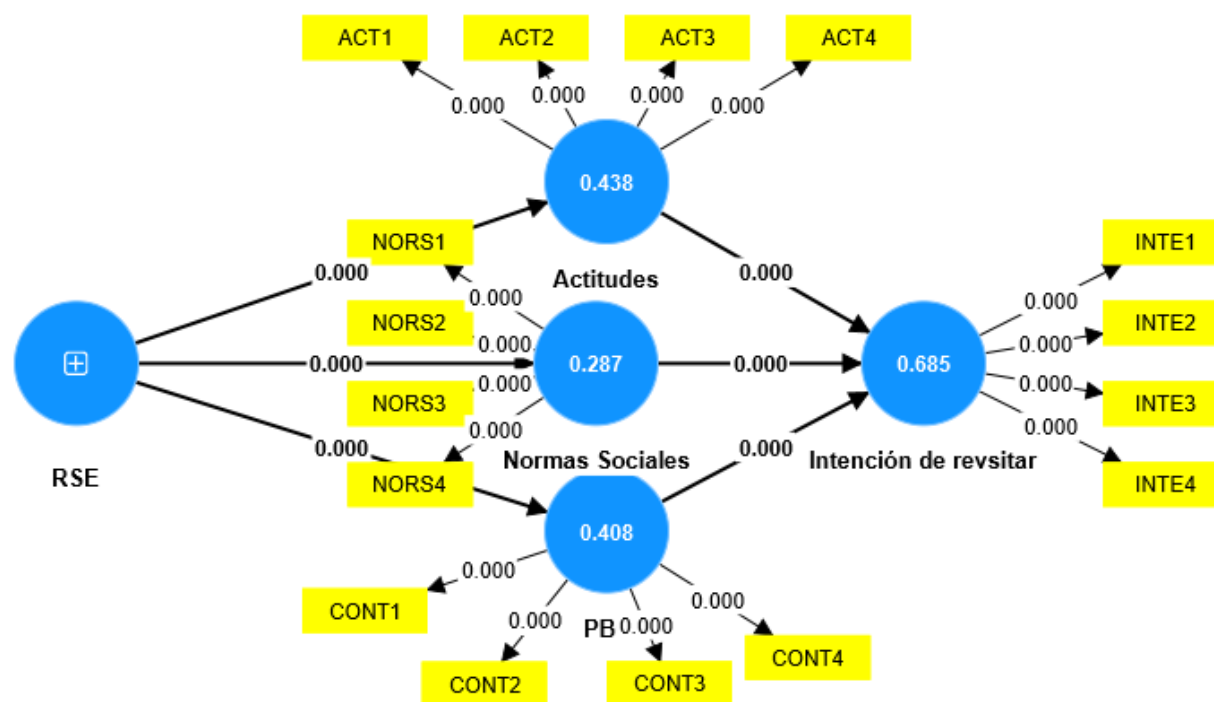 ACT1 ACT2 ACT3 ACT4
0.000 0.000 0.000 0.000
0.438
NORS1 INTE1
0.000 0.000
Actitudes
0.000 0.000
NORS2 INTE2
0.000 0.000
0.000 0.287 0.000 0.685
0.000 0.000
NORS3 INTE3
0.000 0.000
0.000 0.000
Normas Sociales Intención de revsitar
RSE
NORS4 INTE4
0.408
0.000 0.000
CONT1
0.000 PB 0.000
CONT4
CONT2 CONT3